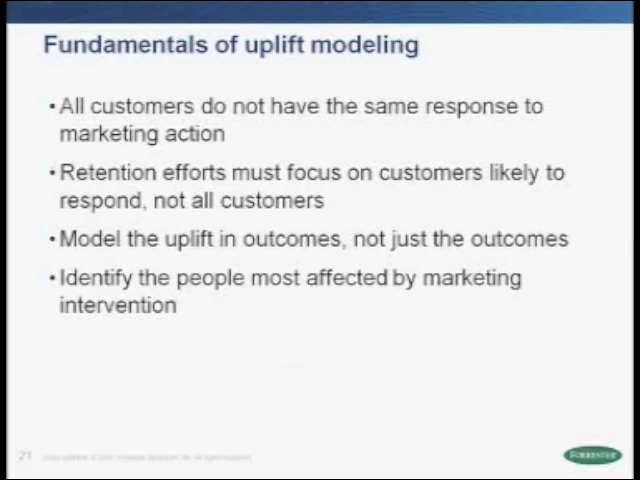 Fundamentals of uplift modeling
•All customers do not have the same response to
marketing action
•Retention efforts must focus on customers likely to
respond, not all customers
•Model the uplift in outcomes, not just the outcomes
•Identify the people most affected by marketing
intervention
21
FORRESTER